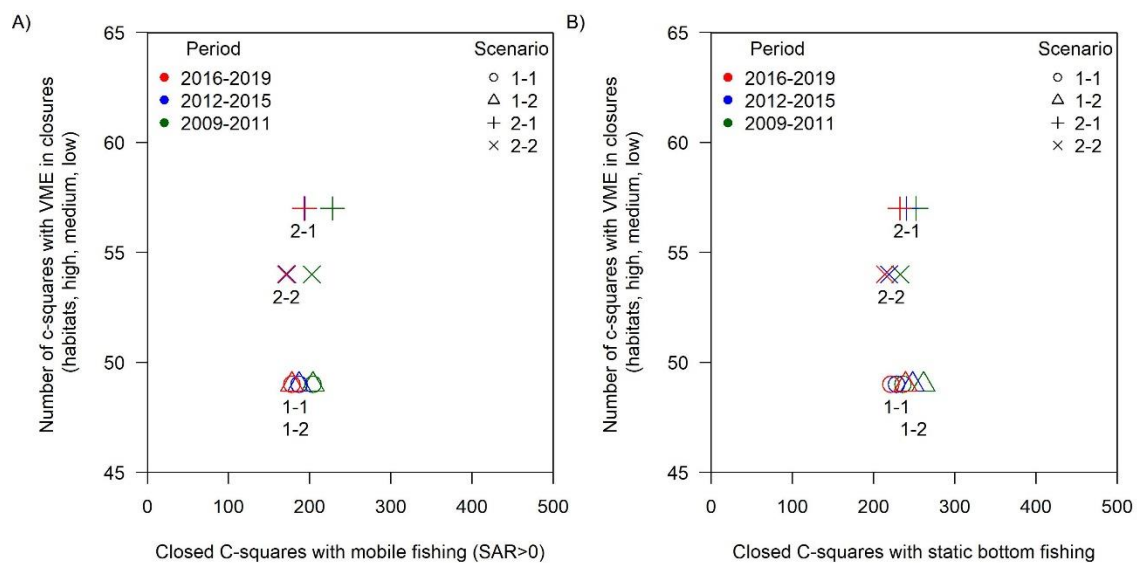 A)
Number of c-squares with VME in closures
(habitats, high, medium, low)
65
60
55
50
45
Period
2016-2019
2012-2015
2009-2011
Scenario
1-1
1-2
2-1
2-2
2-1
2-2
1-1
1-2
0 100 200 300 400 500
Closed C-squares with mobile fishing (SAR>0)
B)
Number of c-squares with VME in closures
(habitats, high, medium, low)
65
60
55
50
45
Period
2016-2019
2012-2015
2009-2011
Scenario
1-1
1-2
2-1
2-2
2-1
2-2
1-1
1-2
0 100 200 300 400 500
Closed C-squares with static bottom fishing